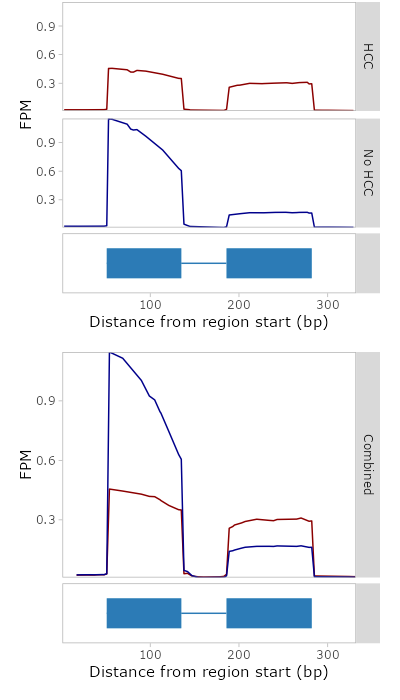 0.9
0.6
0.3
HCC
FPM
0.9
0.6
0.3
No HCC
100
200
300
Distance from region start (bp)
0.9
0.6
0.3
FPM
Combined
100
200
300
Distance from region start (bp)